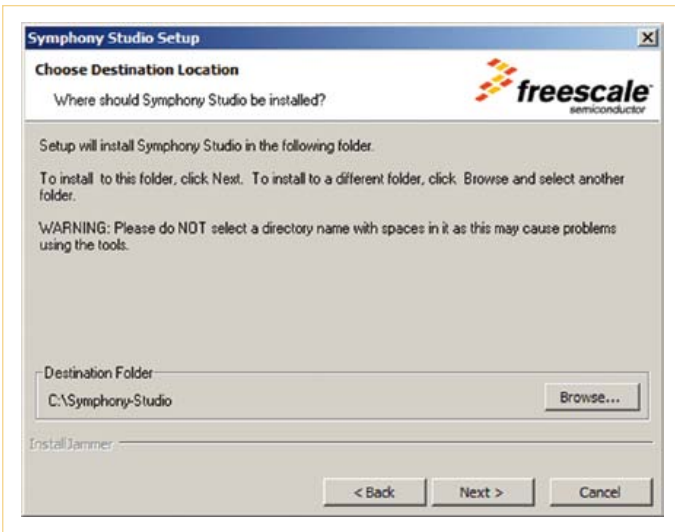 Symphony Studio Setup
Choose Destination Location
Where should Symphony Studio be installed?
freescale
semiconductor
Setup will install Symphony Studio in the following folder.
To install to this folder, click Next. To install to a different folder, click Browse and select another
folder.
WARNING: Please do NOT select a directory name with spaces in it as this may cause problems
using the tools.
Destination Folder
C:\Symphony-Studio
Browse...
InstallJammer
< Back
Next >
Cancel